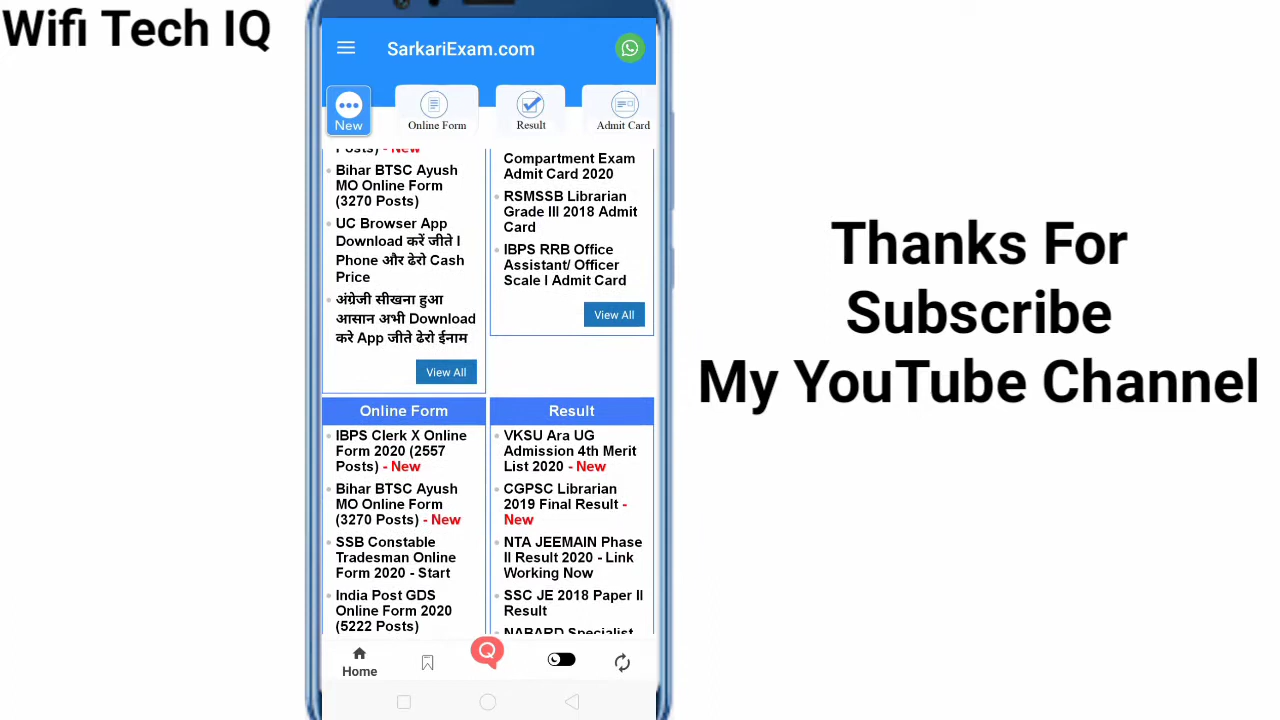 Wifi Tech IQ
SarkariExam.com
New
Online Form
Result
Admit Card
Posts) - New
Bihar BTSC Ayush
MO Online Form
(3270 Posts)
UC Browser App
Download करें जीते I
Phone और ढेरो Cash
Price
अंग्रेजी सीखना हुआ
आसान अभी Download
करे App जीते ढेरो ईनाम
View All
Compartment Exam
Admit Card 2020
RSMSSB Librarian
Grade III 2018 Admit
Card
IBPS RRB Office
Assistant/ Officer
Scale I Admit Card
View All
Online Form
IBPS Clerk X Online
Form 2020 (2557
Posts) - New
Bihar BTSC Ayush
MO Online Form
(3270 Posts) - New
SSB Constable
Tradesman Online
Form 2020 - Start
India Post GDS
Online Form 2020
(5222 Posts)
Result
VKSU Ara UG
Admission 4th Merit
List 2020 - New
CGPSC Librarian
2019 Final Result -
New
NTA JEEMAIN Phase
II Result 2020 - Link
Working Now
SSC JE 2018 Paper II
Result
NABARD Specialist
Home
Q
Thanks For
Subscribe
My YouTube Channel